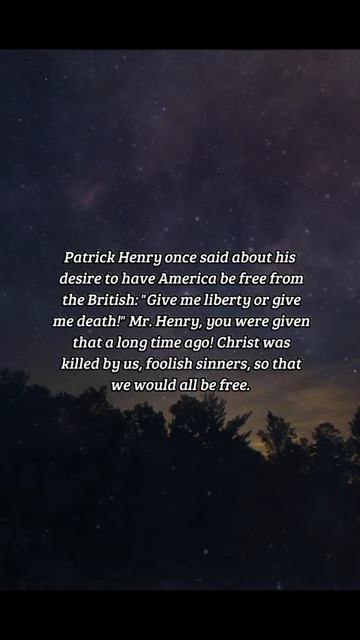 Patrick Henry once said about his
desire to have America be free from
the British: "Give me liberty or give
me death!" Mr. Henry, you were given
that a long time ago! Christ was
killed by us, foolish sinners, so that
we would all be free.